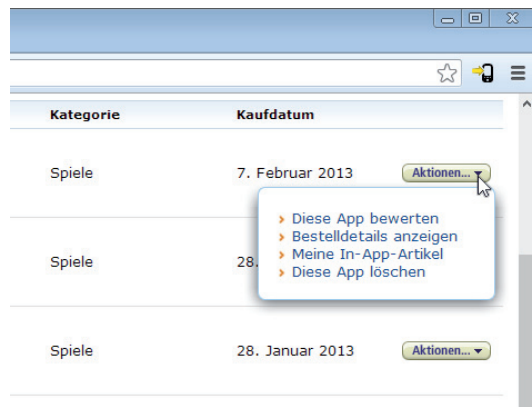 Kategorie Kaufdatum
Spiele 7. Februar 2013 Aktionen...
Diese App bewerten
Bestelldetails anzeigen
Meine In-App-Artikel
Diese App löschen
Spiele 28.
Spiele 28. Januar 2013 Aktionen...